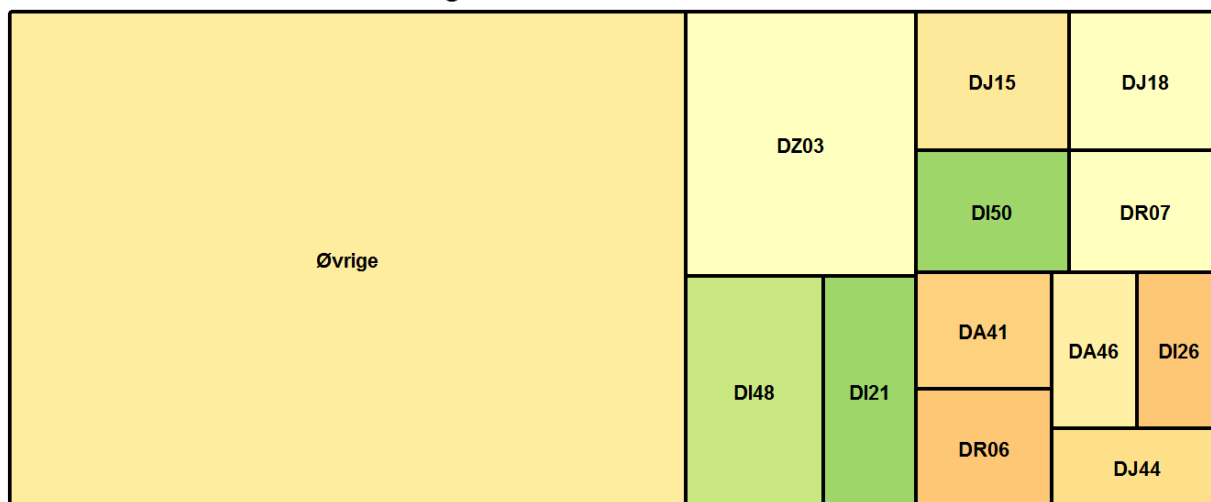 Øvrige
DZ03
DI48
DI21
DJ15
DJ18
DI50
DR07
DA41
DR06
DA46
DI26
DJ44